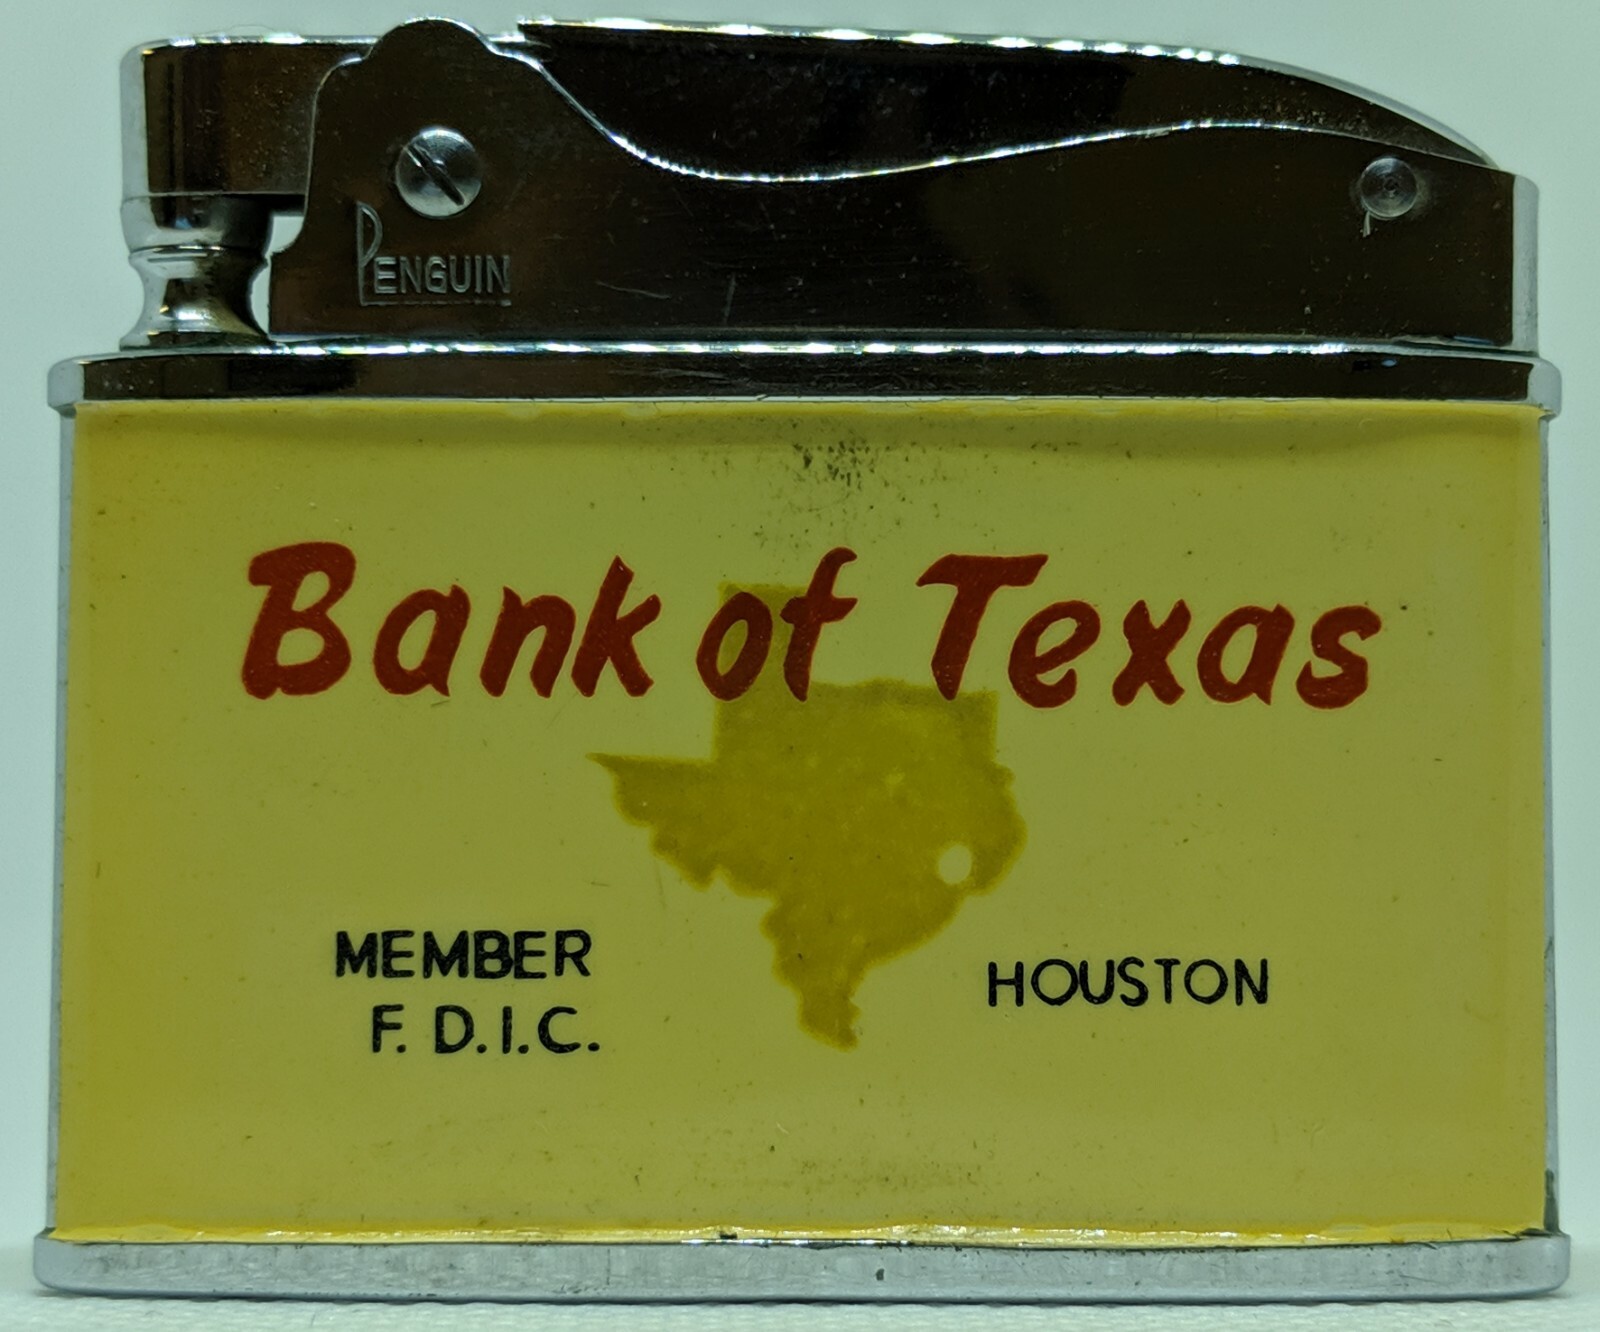 PENGUIN
Bank of Texas
MEMBER
F. D.I.C.
HOUSTON